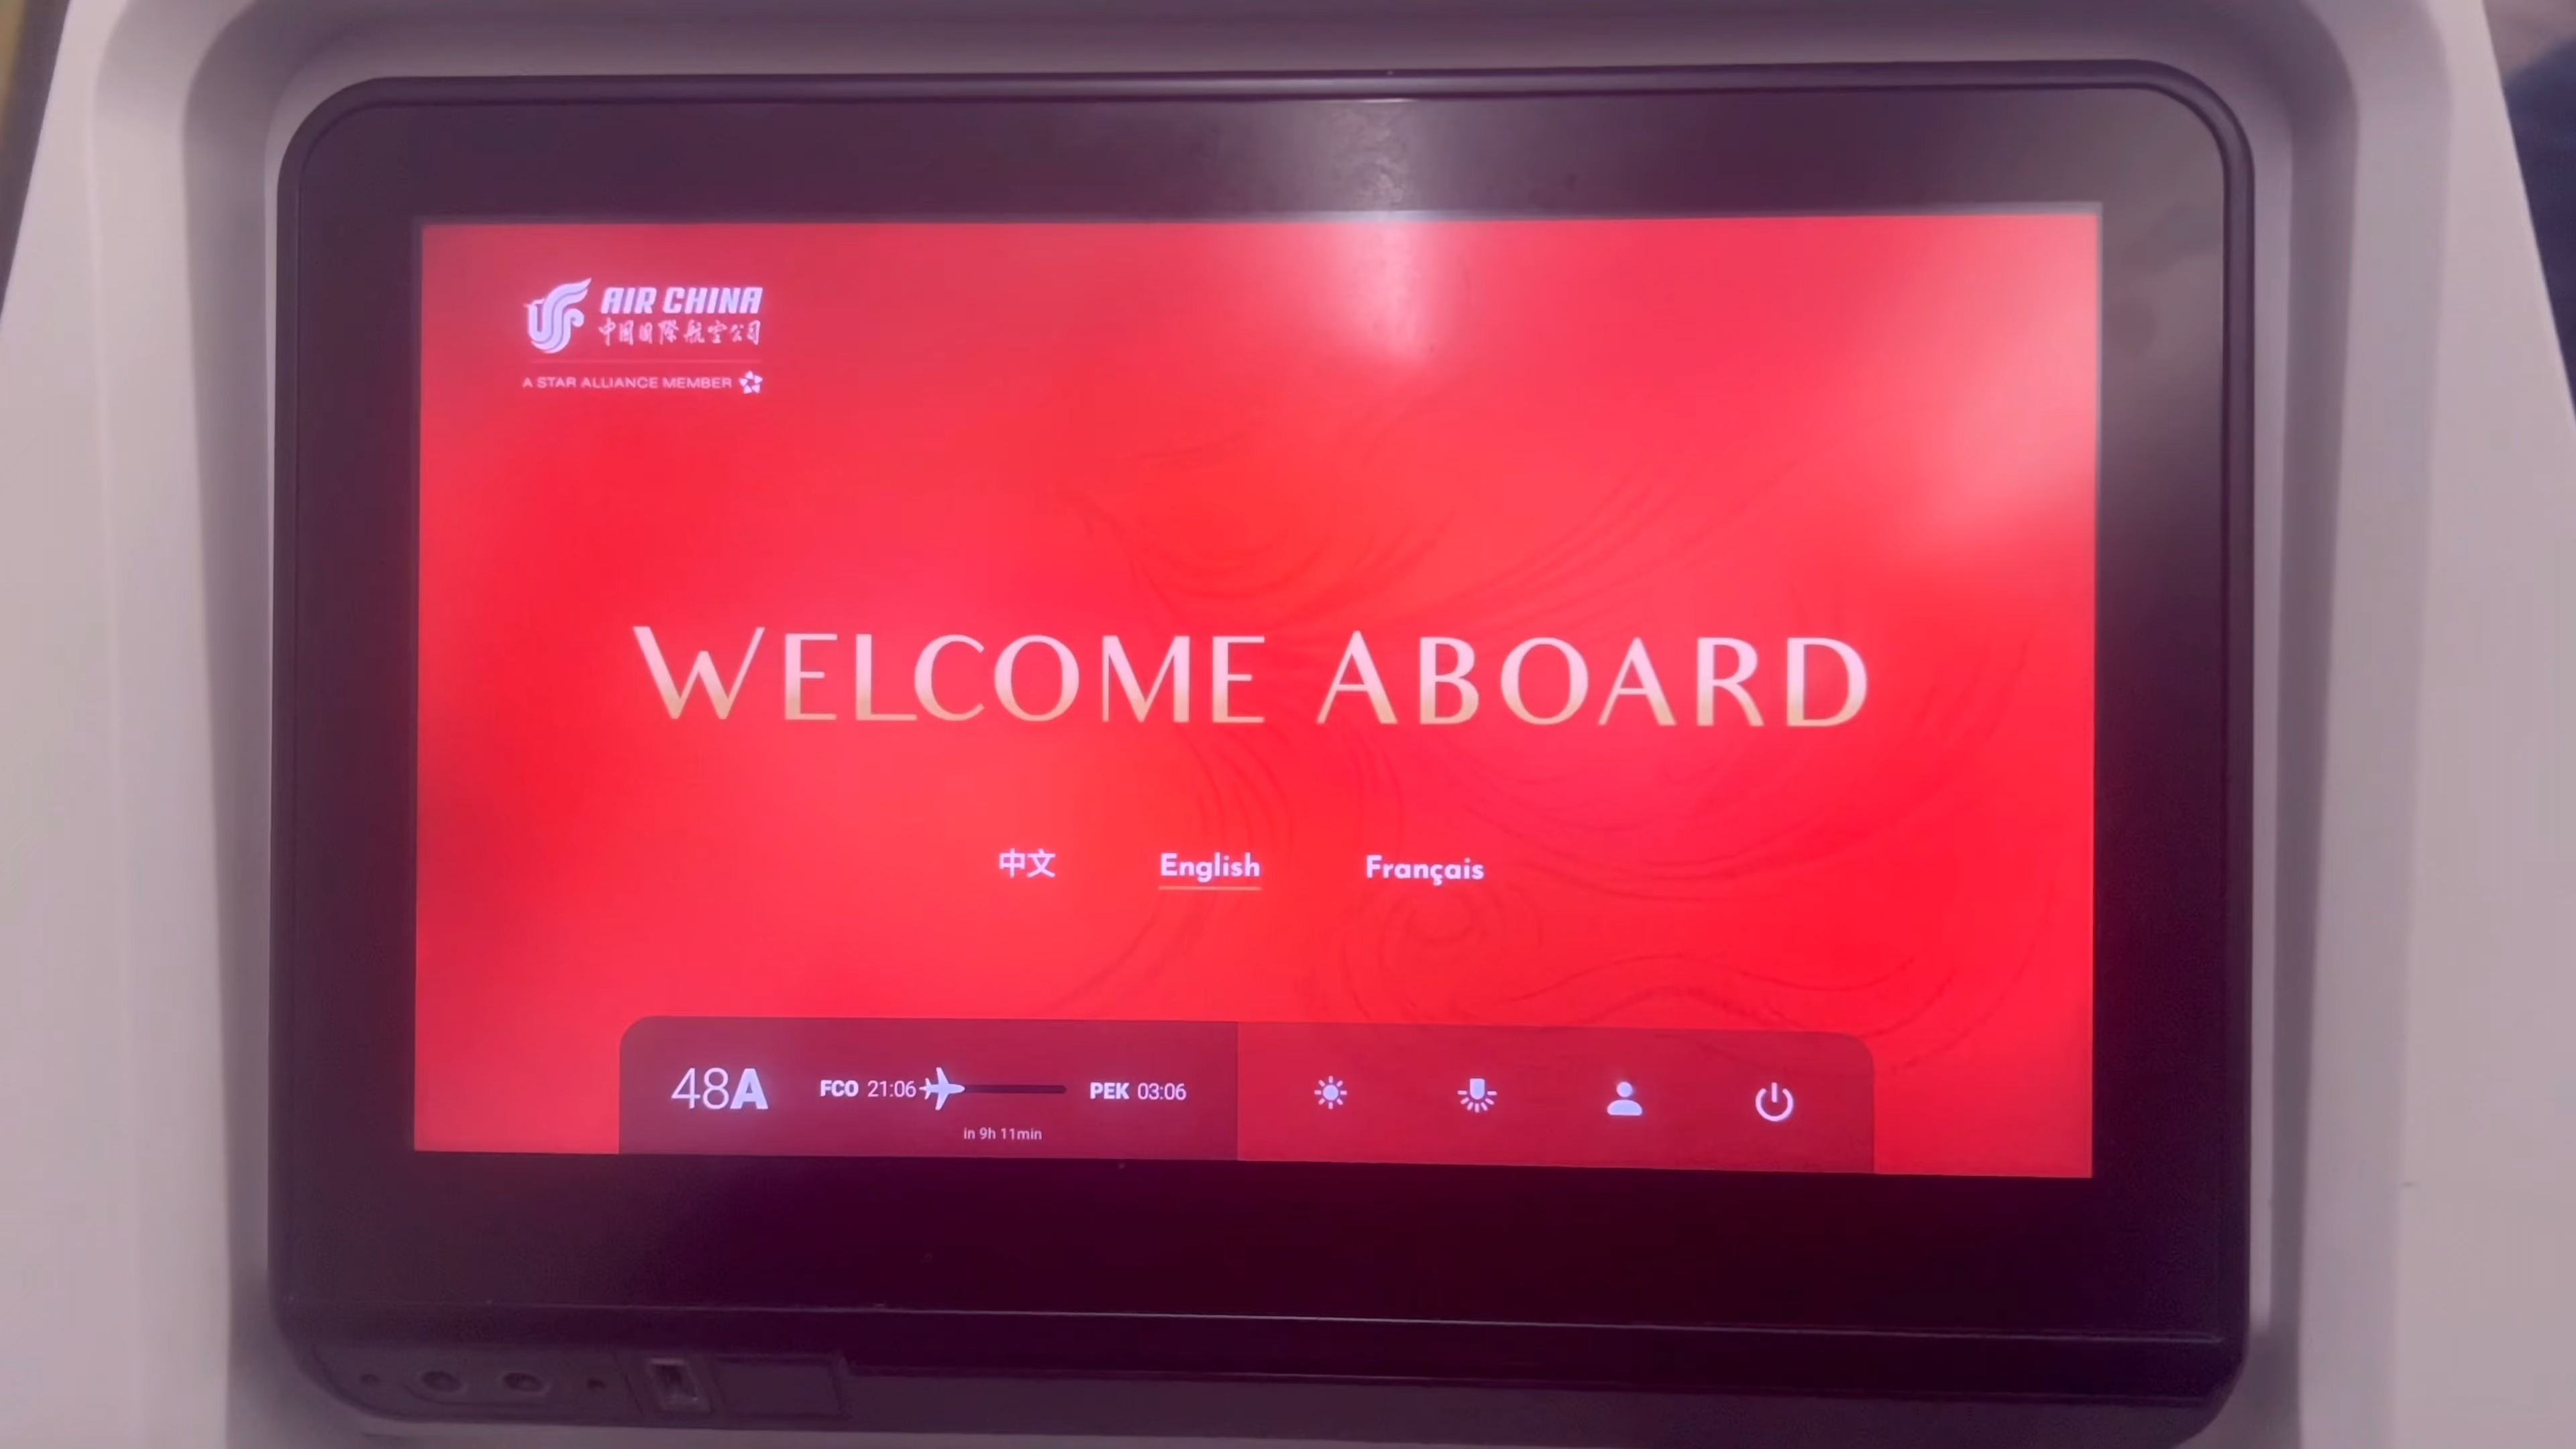 AIR CHINA
中国国際航空公司
A STAR ALLIANCE MEMBER
WELCOME ABOARD
中文 English Français
48A FCO 21:06 PEK 03:06
in 9h 11min